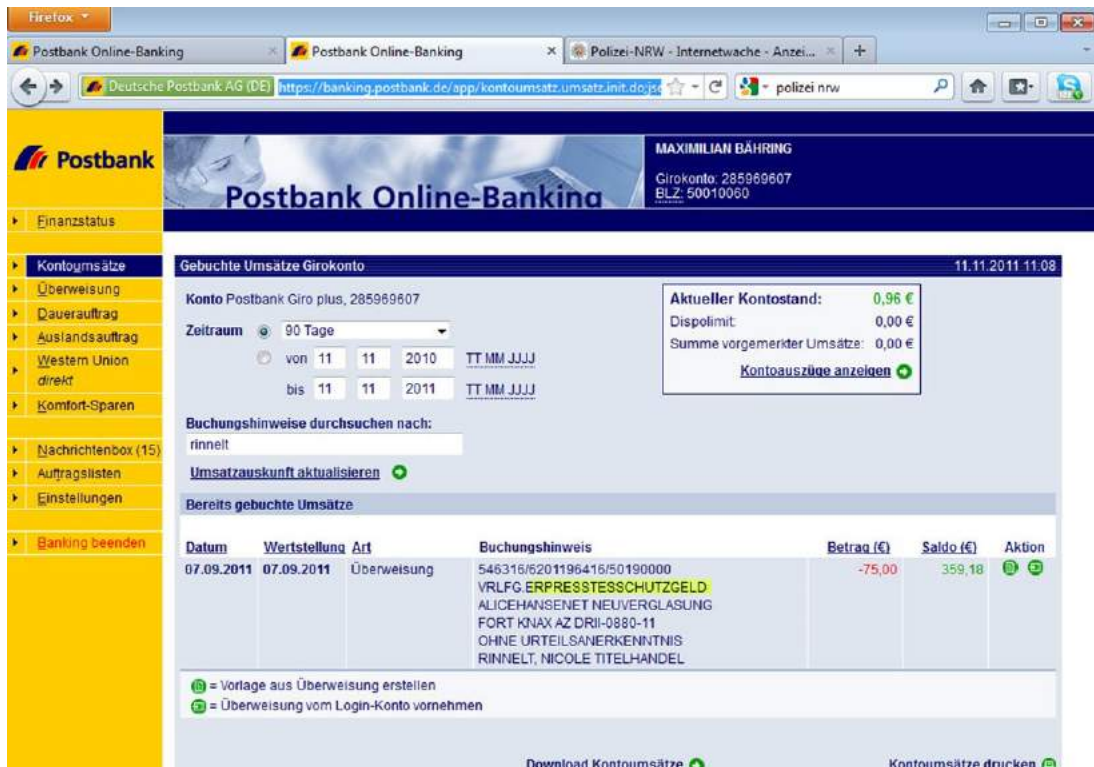 Firefox
Postbank Online-Banking
Postbank Online-Banking
Polizei-NRW - Internetwache - Anzei...
Deutsche Postbank AG (DE)
https://banking.postbank.de/app/kontoumsatz.umsatz.init.do;jse
polizei nrw
Postbank
Postbank Online-Banking
MAXIMILIAN BÄHRING
Girokonto: 285969607
BLZ: 50010060
Finanzstatus
Kontoumsätze
Überweisung
Dauerauftrag
Auslandsauftrag
Western Union
direkt
Komfort-Sparen
Nachrichtenbox (15)
Auftragslisten
Einstellungen
Banking beenden
Gebuchte Umsätze Girokonto 11.11.2011 11:08
Konto Postbank Giro plus, 285969607
Zeitraum 90 Tage
von 11 11 2010 TT MM JJJJ
bis 11 11 2011 TT MM JJJJ
Aktueller Kontostand: 0,96 €
Dispolimit: 0,00 €
Summe vorgemerkter Umsätze: 0,00 €
Kontoauszüge anzeigen
Buchungshinweise durchsuchen nach:
rinnelt
Umsatzauskunft aktualisieren
Bereits gebuchte Umsätze
Datum Wertstellung Art Buchungshinweis Betrag (€) Saldo (€) Aktion
07.09.2011 07.09.2011 Überweisung 546316/6201196416/50190000 -75,00 359,18
VRLFG.ERPRESSTESSCHUTZGELD
ALICEHANSENET NEUVERGLASUNG
FORT KNAX AZ DRII-0880-11
OHNE URTEILSANERKENNTNIS
RINNELT, NICOLE TITELHANDEL
= Vorlage aus Überweisung erstellen
= Überweisung vom Login-Konto vornehmen
Download Kontoumsätze Kontoumsätze drucken